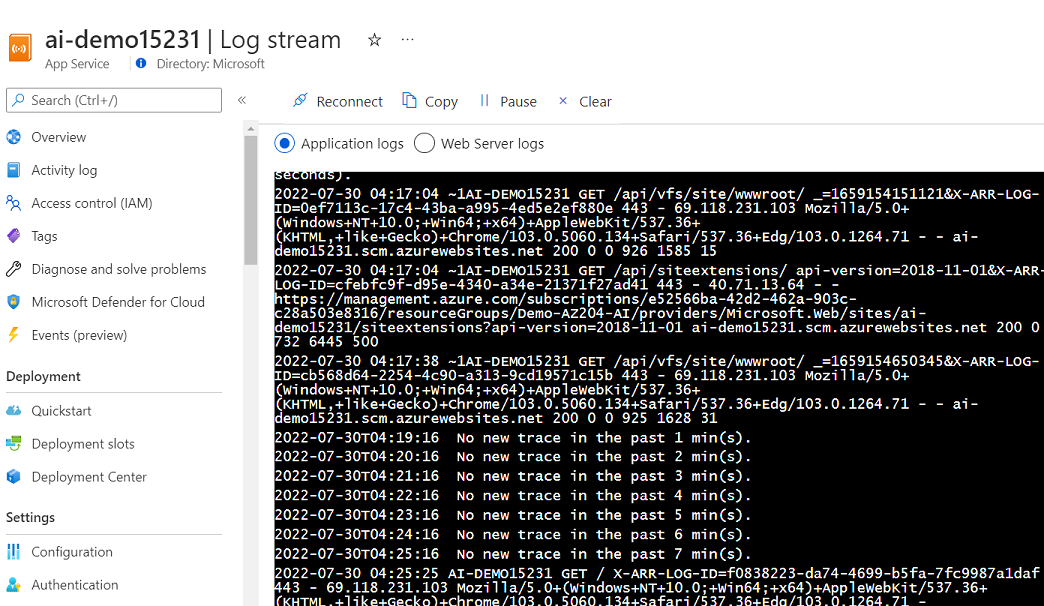 ai-demo15231 | Log stream
App Service
Directory: Microsoft
Search (Ctrl+/)
Overview
Activity log
Access control (IAM)
Tags
Diagnose and solve problems
Microsoft Defender for Cloud
Events (preview)
Deployment
Quickstart
Deployment slots
Deployment Center
Settings
Configuration
Authentication
Reconnect
Copy
Pause
Clear
Application logs
Web Server logs
seconds).
2022-07-30 04:17:04 ~1AI-DEMO15231 GET /api/vfs/site/wwwroot/ _=1659154151121&X-ARR-LOG-
ID=0ef7113c-17c4-43ba-a995-4ed5e2ef880e 443 - 69.118.231.103 Mozilla/5.0+
(Windows+NT+10.0;+Win64;+x64)+AppleWebKit/537.36+
(KHTML,+like+Gecko)+Chrome/103.0.5060.134+Safari/537.36+Edg/103.0.1264.71 - - ai-
demo15231.scm.azurewebsites.net 200 0 0 926 1585 15
2022-07-30 04:17:04 ~1AI-DEMO15231 GET /api/siteextensions/ api-version=2018-11-01&X-ARR-
LOG-ID=cfebfc9f-d95e-4340-a34e-21371f27ad41 443 - 40.71.13.64 - -
https://management.azure.com/subscriptions/e52566ba-42d2-462a-903c-
c28a503e8316/resourceGroups/Demo-AZ204-AI/providers/Microsoft.Web/sites/ai-
demo15231/siteextensions?api-version=2018-11-01 ai-demo15231.scm.azurewebsites.net 200 0
732 6445 500
2022-07-30 04:17:38 ~1AI-DEMO15231 GET /api/vfs/site/wwwroot/ _=1659154650345&X-ARR-LOG-
ID=cb568d64-2254-4c90-a313-9cd19571c15b 443 - 69.118.231.103 Mozilla/5.0+
(Windows+NT+10.0;+Win64;+x64)+AppleWebKit/537.36+
(KHTML,+like+Gecko)+Chrome/103.0.5060.134+Safari/537.36+Edg/103.0.1264.71 - - ai-
demo15231.scm.azurewebsites.net 200 0 0 925 1628 31
2022-07-30T04:19:16 No new trace in the past 1 min(s).
2022-07-30T04:20:16 No new trace in the past 2 min(s).
2022-07-30T04:21:16 No new trace in the past 3 min(s).
2022-07-30T04:22:16 No new trace in the past 4 min(s).
2022-07-30T04:23:16 No new trace in the past 5 min(s).
2022-07-30T04:24:16 No new trace in the past 6 min(s).
2022-07-30T04:25:16 No new trace in the past 7 min(s).
2022-07-30 04:25:25 AI-DEMO15231 GET / X-ARR-LOG-ID=f0838223-da74-4699-b5fa-7fc9987a1daf
443 - 69.118.231.103 Mozilla/5.0+(Windows+NT+10.0;+Win64;+x64)+AppleWebKit/537.36+
(KHTML,+like+Gecko)+Chrome/103.0.5060.134+Safari/537.36+Edg/103.0.1264.71 -